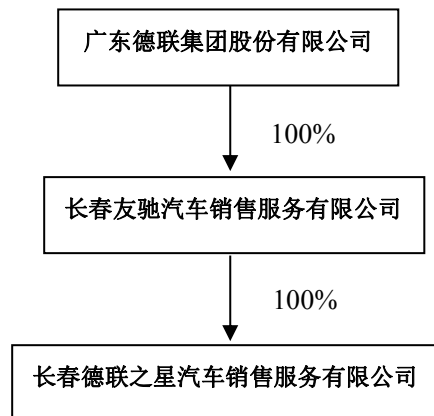 广东德联集团股份有限公司
100%
长春友驰汽车销售服务有限公司
100%
长春德联之星汽车销售服务有限公司